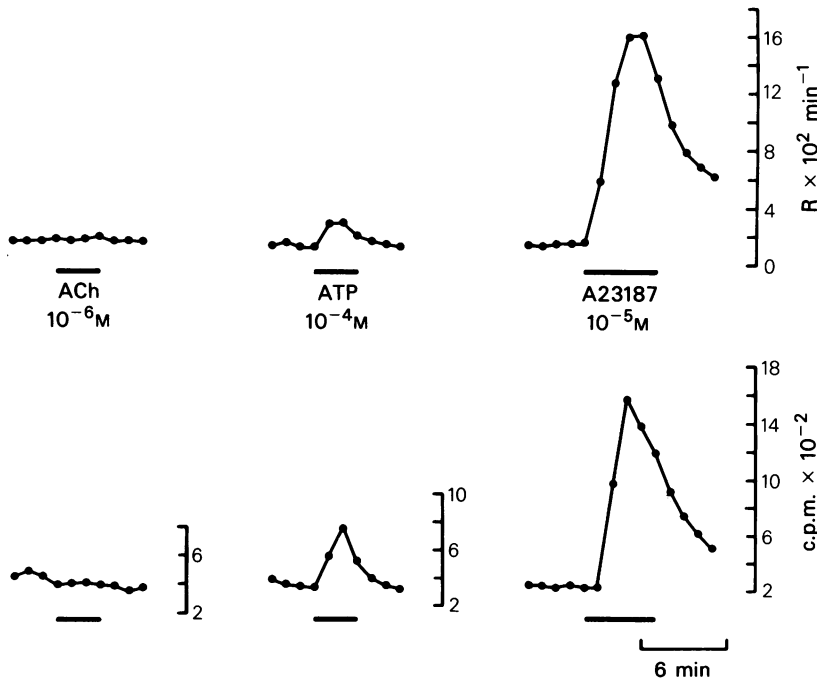 16
12
8
4
0
R × 10² min⁻¹
ACh
10⁻⁶M
ATP
10⁻⁴M
A23187
10⁻⁵M
6
2
10
6
2
18
14
10
6
2
c.p.m. × 10⁻²
6 min